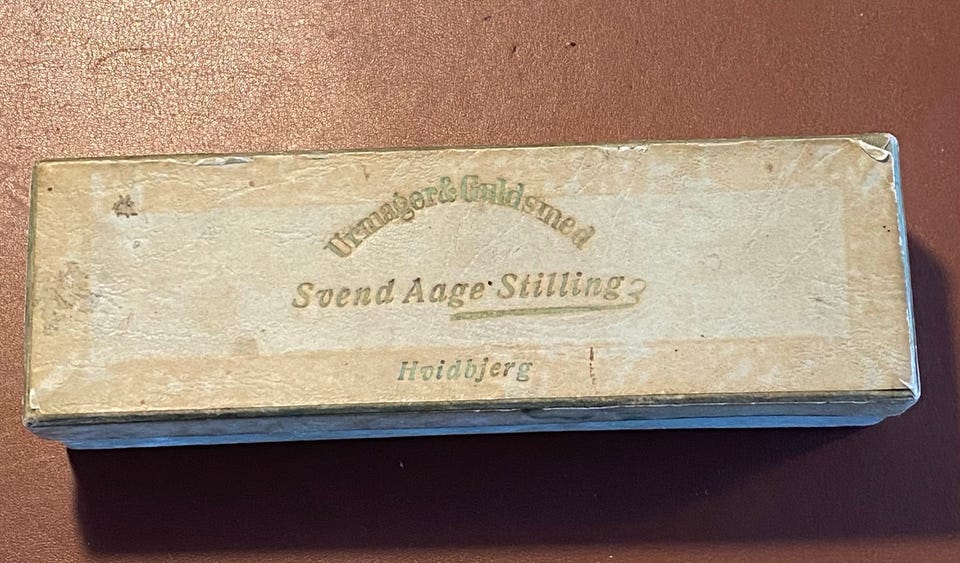 Urmager & Guldsmed
Svend Aage Stilling
Hvidbjerg